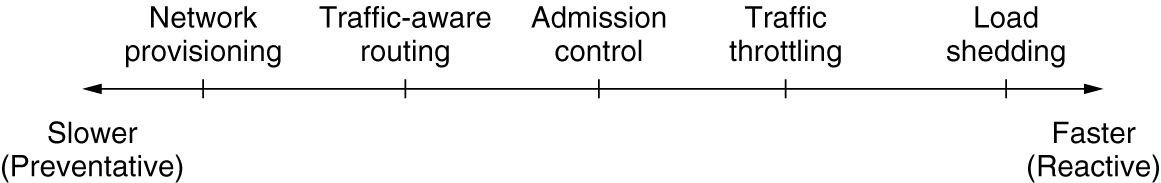 Network
provisioning
Traffic-aware
routing
Admission
control
Traffic
throttling
Load
shedding
Slower
(Preventative)
Faster
(Reactive)